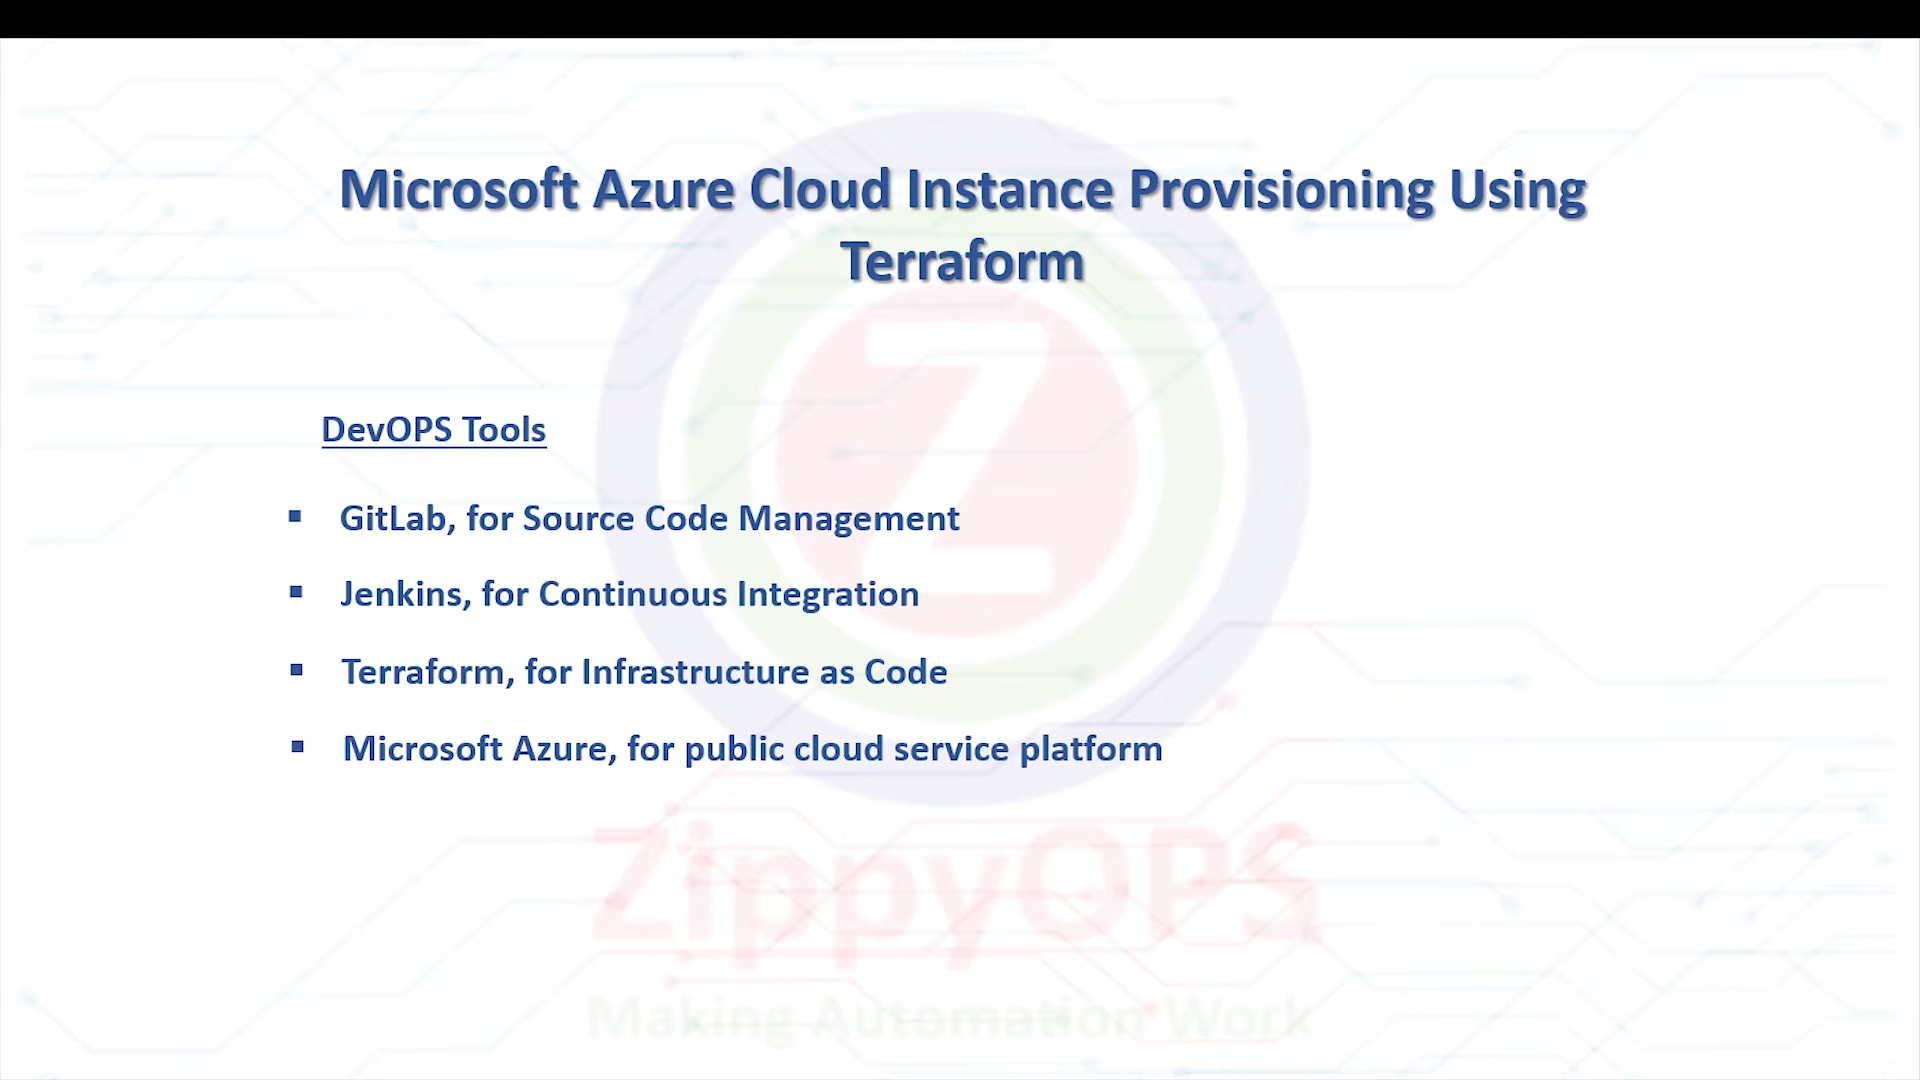 Microsoft Azure Cloud Instance Provisioning Using
Terraform
DevOPS Tools
▪ GitLab, for Source Code Management
▪ Jenkins, for Continuous Integration
▪ Terraform, for Infrastructure as Code
▪ Microsoft Azure, for public cloud service platform
Z
ZippyOPS
Making Automation Work